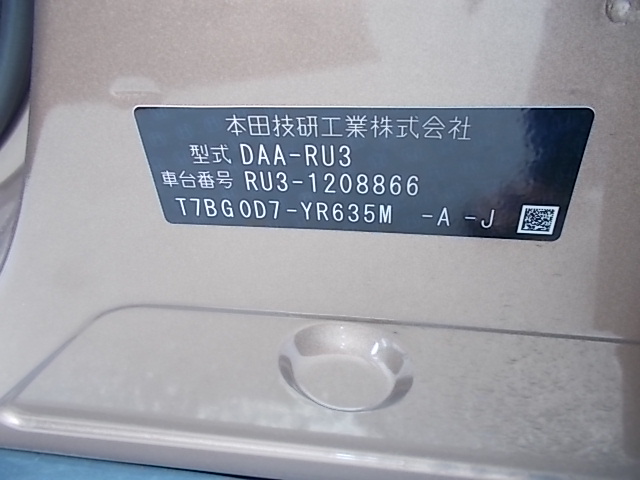 本田技研工業株式会社
型式 DAA-RU3
車台番号 RU3-1208866
T7BG0D7-YR635M -A -J